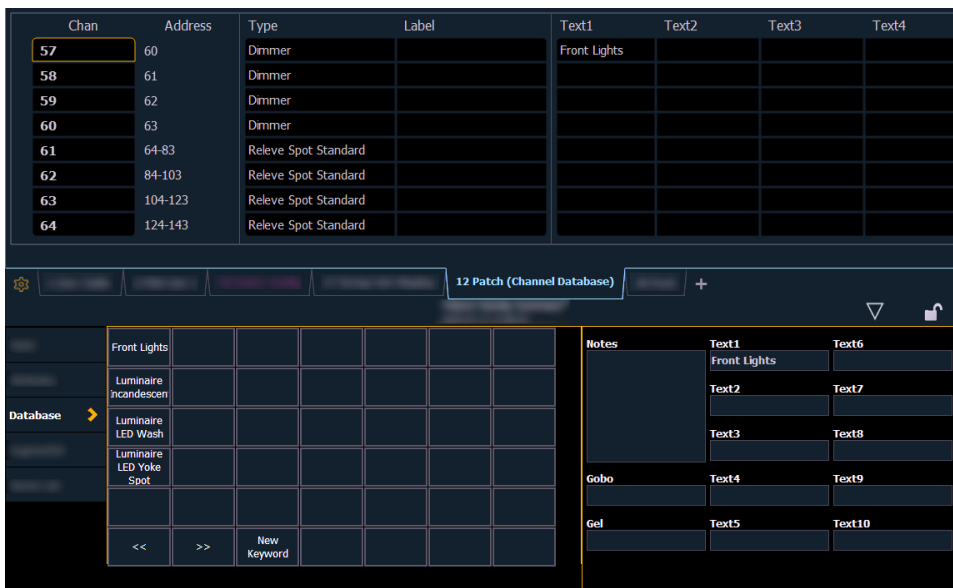 Chan Address Type Label Text1 Text2 Text3 Text4
57 60 Dimmer Front Lights
58 61 Dimmer
59 62 Dimmer
60 63 Dimmer
61 64-83 Releve Spot Standard
62 84-103 Releve Spot Standard
63 104-123 Releve Spot Standard
64 124-143 Releve Spot Standard
12 Patch (Channel Database) +
Database
Front Lights
Luminaire
Incandescen
Luminaire
LED Wash
Luminaire
LED Yoke
Spot
<< >> New
Keyword
Notes Text1 Text6
Front Lights
Text2 Text7
Text3 Text8
Gobo Text4 Text9
Gel Text5 Text10